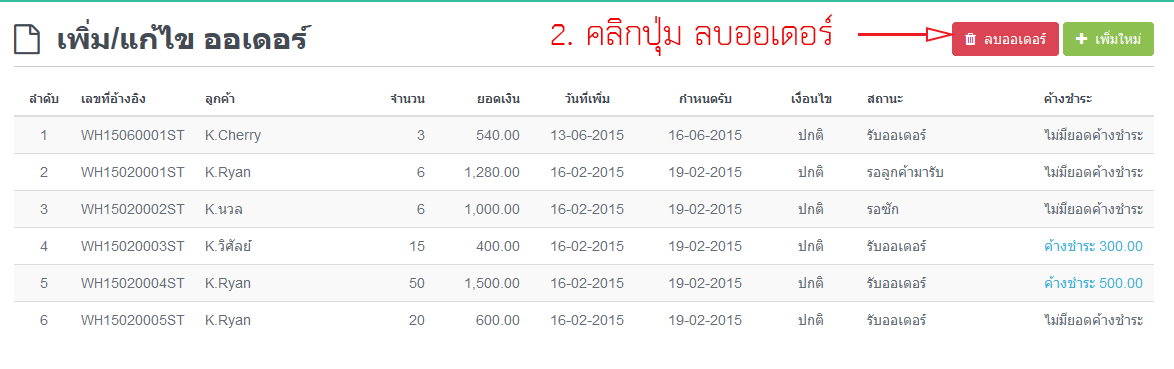 เพิ่ม/แก้ไข ออเดอร์ 2. คลิกปุ่ม ลบออเดอร์ ลบออเดอร์ เพิ่มใหม่
ลำดับ เลขที่อ้างอิง ลูกค้า จำนวน ยอดเงิน วันที่เพิ่ม กำหนดรับ เงื่อนไข สถานะ ค้างชำระ
1 WH15060001ST K.Cherry 3 540.00 13-06-2015 16-06-2015 ปกติ รับออเดอร์ ไม่มียอดค้างชำระ
2 WH15020001ST K.Ryan 6 1,280.00 16-02-2015 19-02-2015 ปกติ รอลูกค้ามารับ ไม่มียอดค้างชำระ
3 WH15020002ST K.นวล 6 1,000.00 16-02-2015 19-02-2015 ปกติ รอซัก ไม่มียอดค้างชำระ
4 WH15020003ST K.วิศัลย์ 15 400.00 16-02-2015 19-02-2015 ปกติ รับออเดอร์ ค้างชำระ 300.00
5 WH15020004ST K.Ryan 50 1,500.00 16-02-2015 19-02-2015 ปกติ รับออเดอร์ ค้างชำระ 500.00
6 WH15020005ST K.Ryan 20 600.00 16-02-2015 19-02-2015 ปกติ รับออเดอร์ ไม่มียอดค้างชำระ